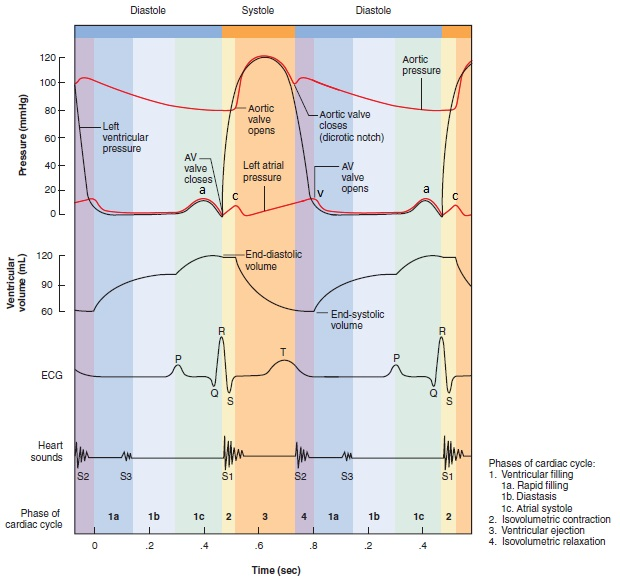 Diastole Systole Diastole
Pressure (mmHg)
120
100
80
60
40
20
0
Left
ventricular
pressure
AV
valve
closes
a
c
Aortic
valve
opens
Left atrial
pressure
Aortic valve
closes
(dicrotic notch)
AV
valve
opens
v
Aortic
pressure
a
c
Ventricular
volume (mL)
120
90
60
End-diastolic
volume
End-systolic
volume
ECG
P
Q
R
S
T
P
Q
R
S
Heart
sounds
S2 S3 S1 S2 S3 S1
Phase of
cardiac cycle
1a 1b 1c 2 3 4 1a 1b 1c 2
0 .2 .4 .6 .8 .2 .4
Time (sec)
Phases of cardiac cycle:
1. Ventricular filling
1a. Rapid filling
1b. Diastasis
1c. Atrial systole
2. Isovolumetric contraction
3. Ventricular ejection
4. Isovolumetric relaxation